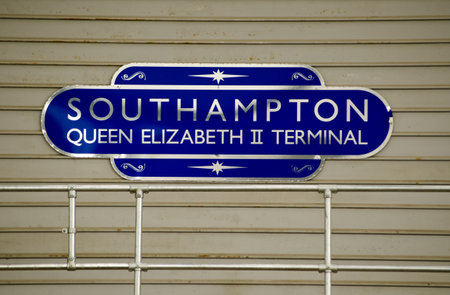 SOUTHAMPTON
QUEEN ELIZABETH II TERMINAL